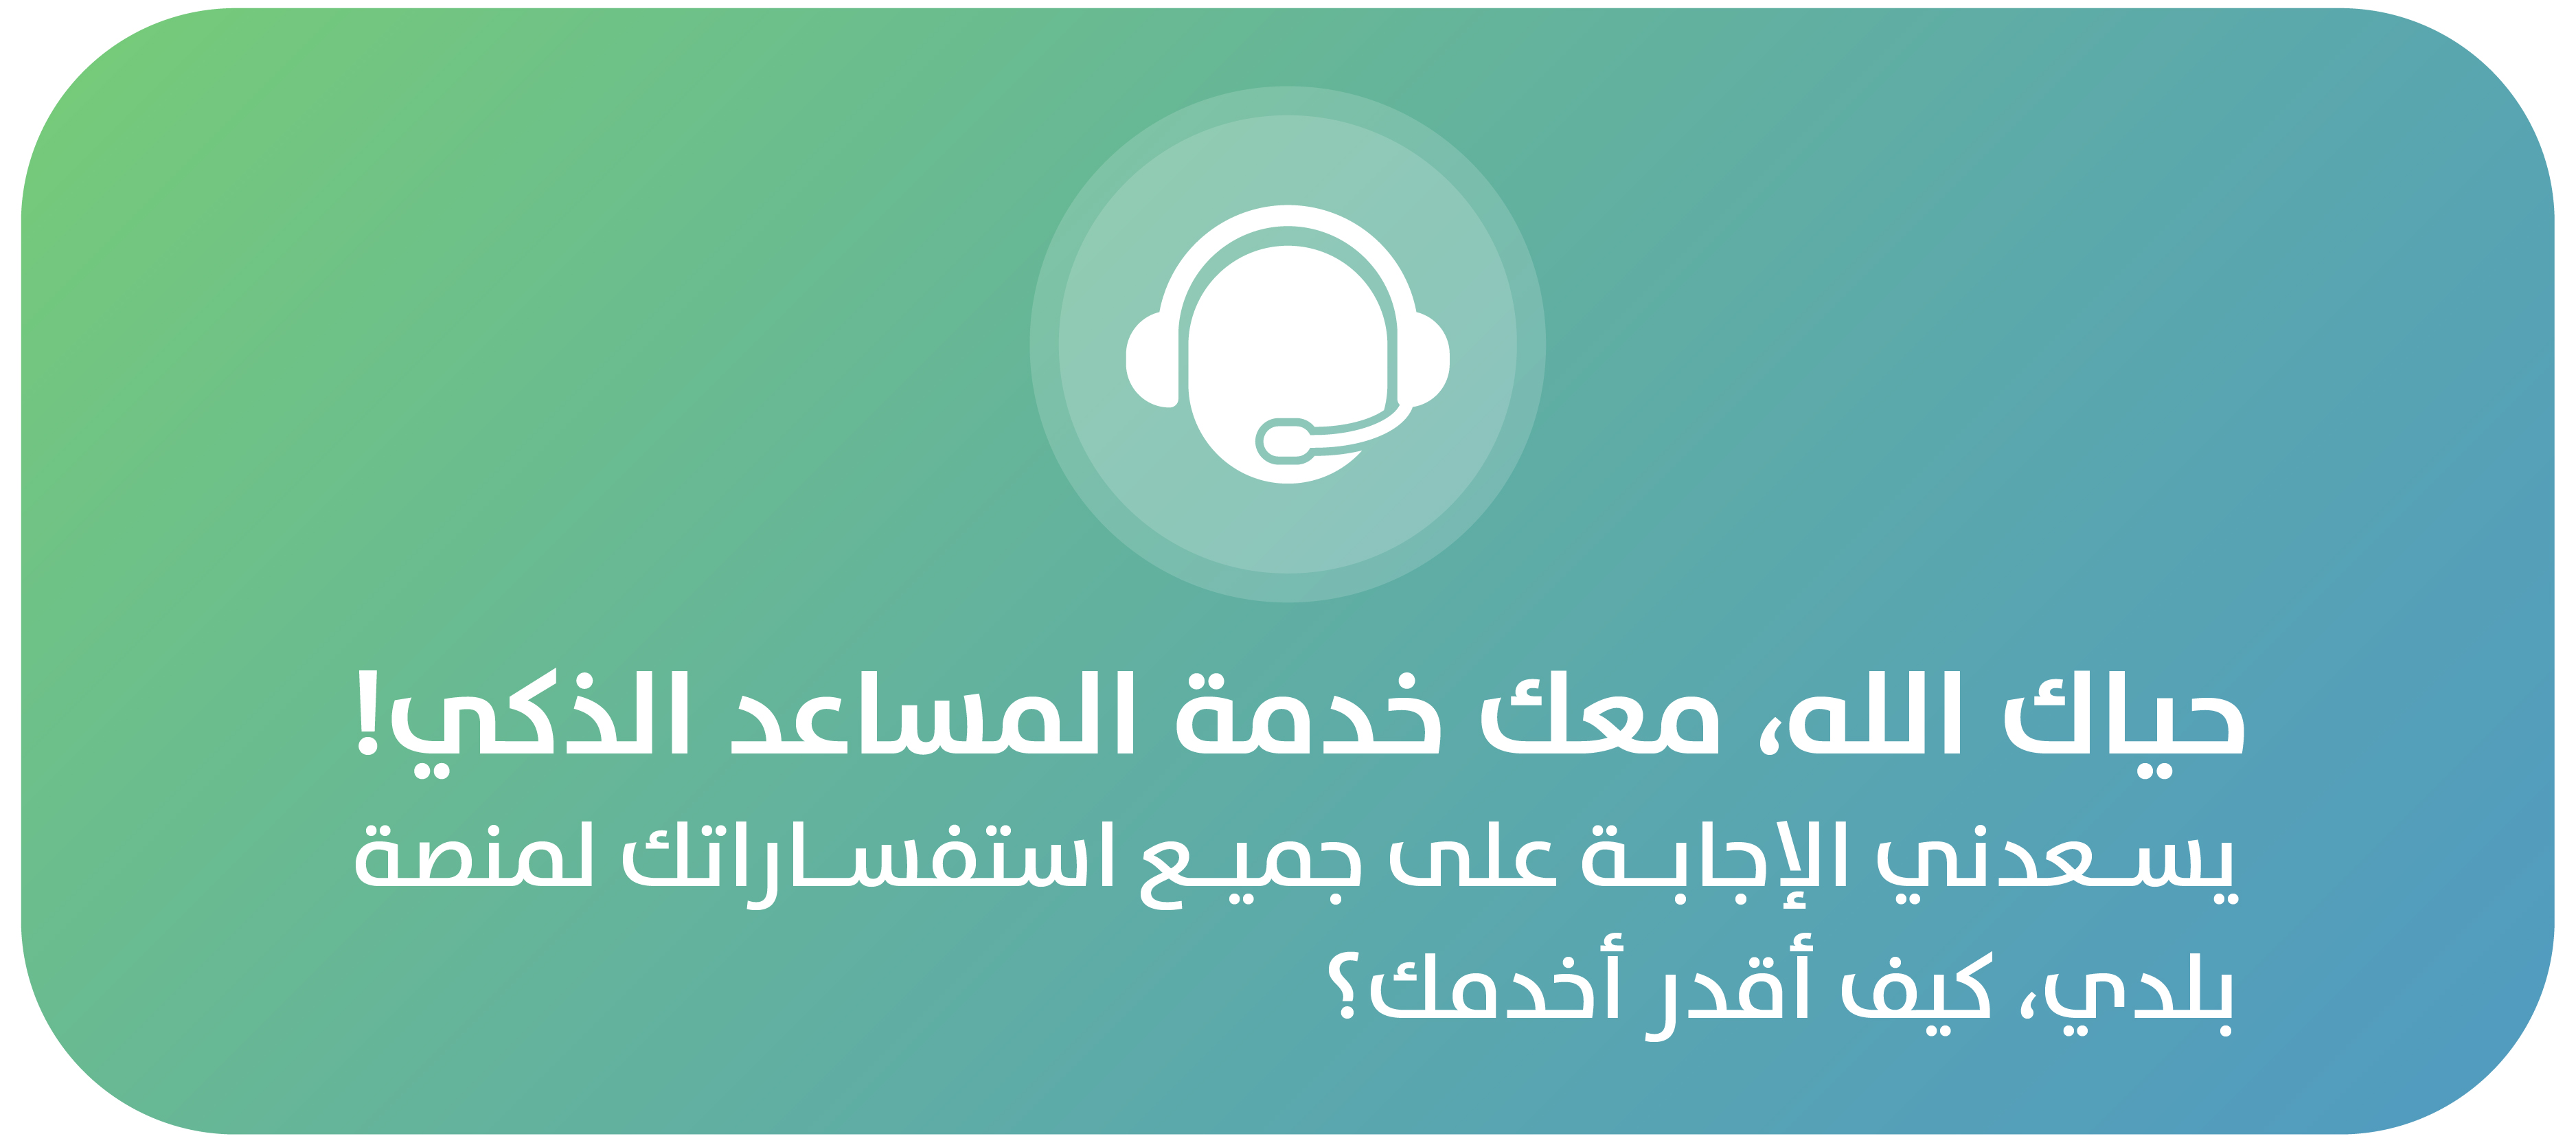 حياك الله، معك خدمة المساعد الذكي!
يسـعدني الإجابـة على جميـع استفسـاراتك لمنصة
بلدي، كيف أقدر أخدمك؟